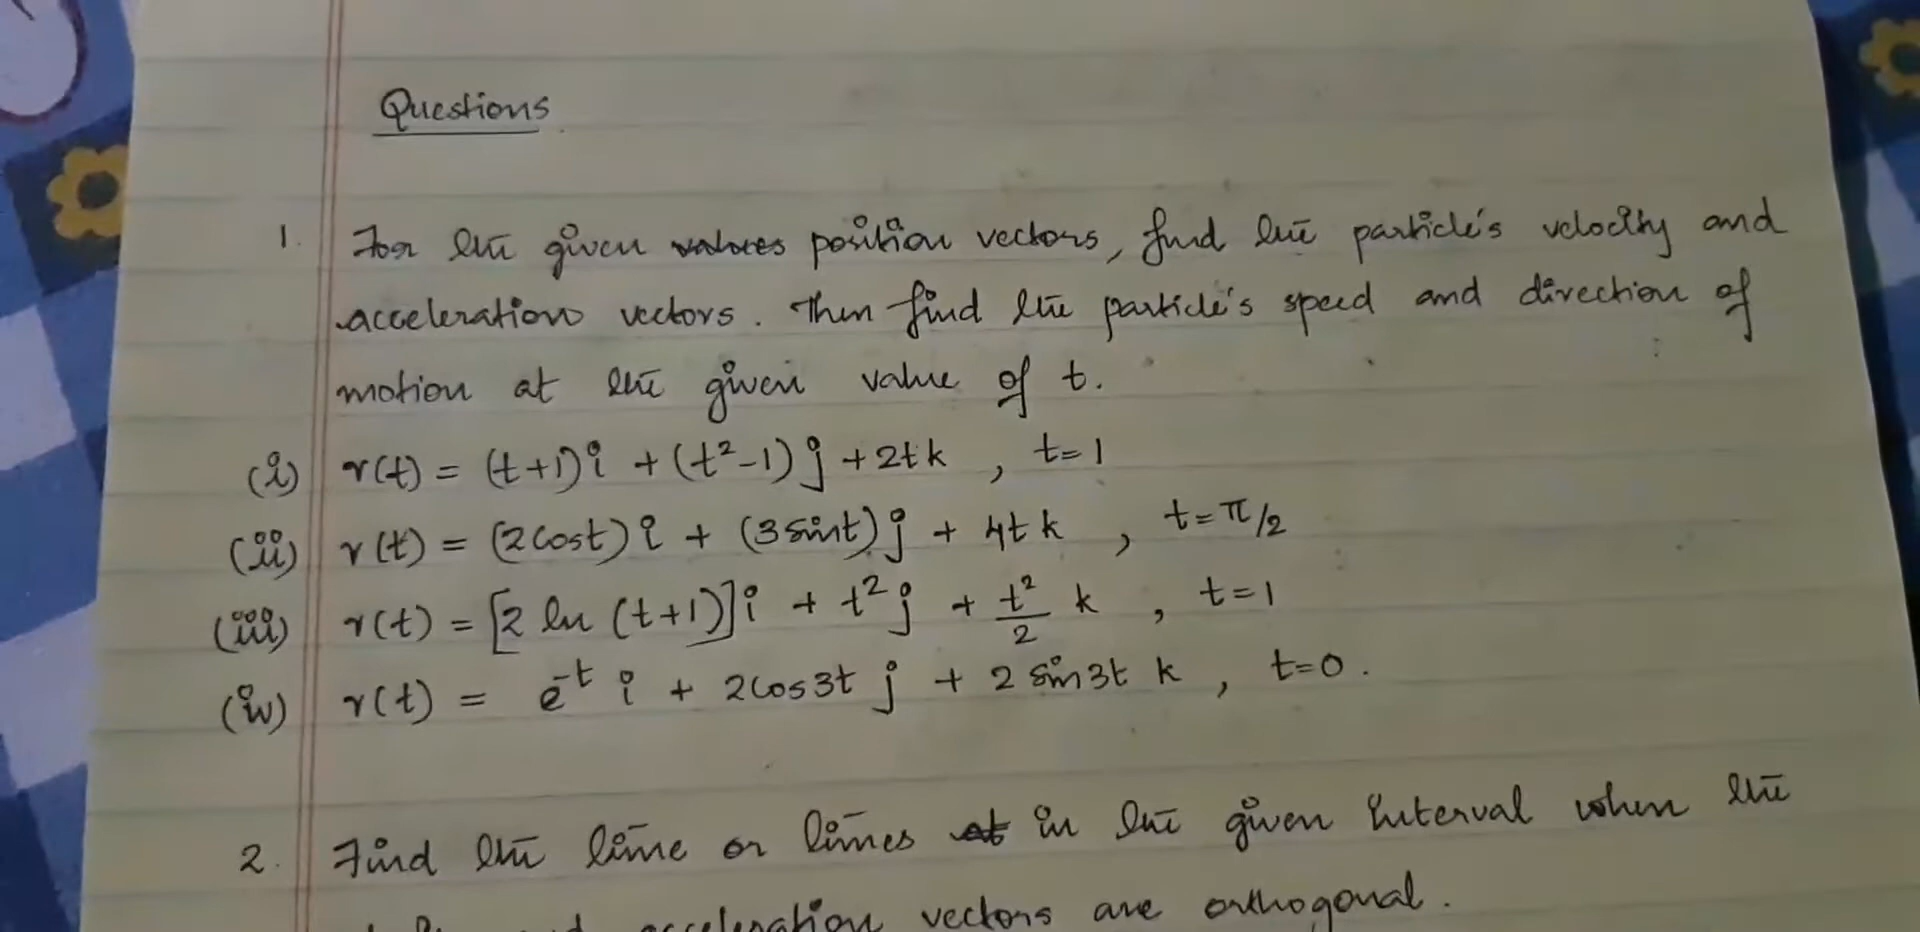 Questions
1. For the given values position vectors, find the particle's velocity and
acceleration vectors. Then find the particle's speed and direction of
motion at the given value of t.
(i) r(t) = (t+1)i + (t²-1)j + 2tk , t=1
(ii) r(t) = (2cost)i + (3sint)j + 4tk , t=π/2
(iii) r(t) = [2 ln (t+1)]i + t²j + t²/2 k , t=1
(iv) r(t) = e^-t i + 2cos3t j + 2 sin3t k , t=0.
2. Find the time or times at in the given interval when the
acceleration vectors are orthogonal.